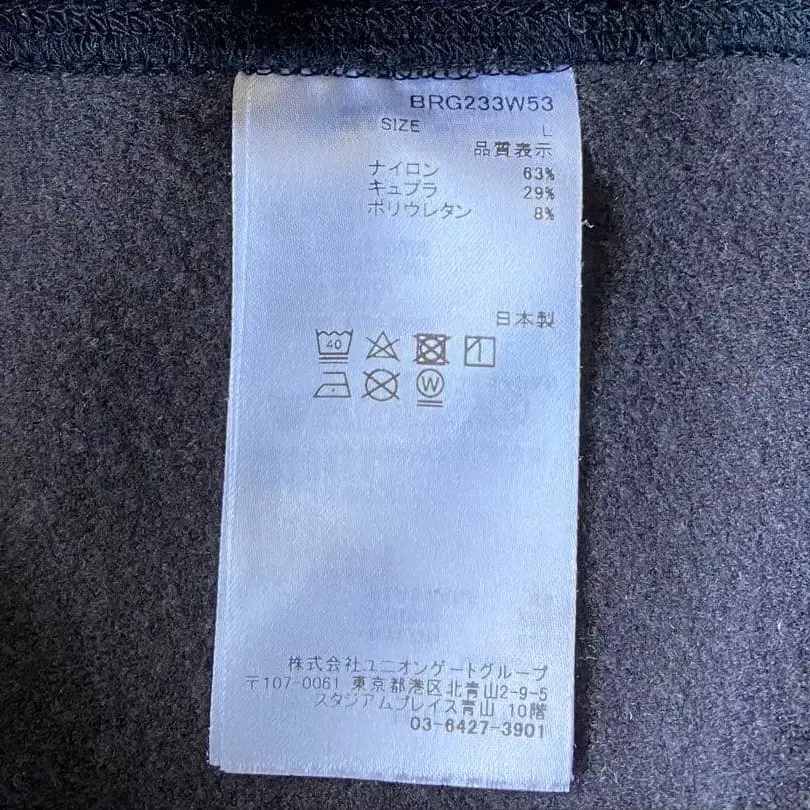 BRG233W53
SIZE L
品質表示
ナイロン 63%
キュプラ 29%
ポリウレタン 8%
日本製
40
W
株式会社ユニオンゲートグループ
〒107-0061 東京都港区北青山2-9-5
スタジアムプレイス青山 10階
03-6427-3901